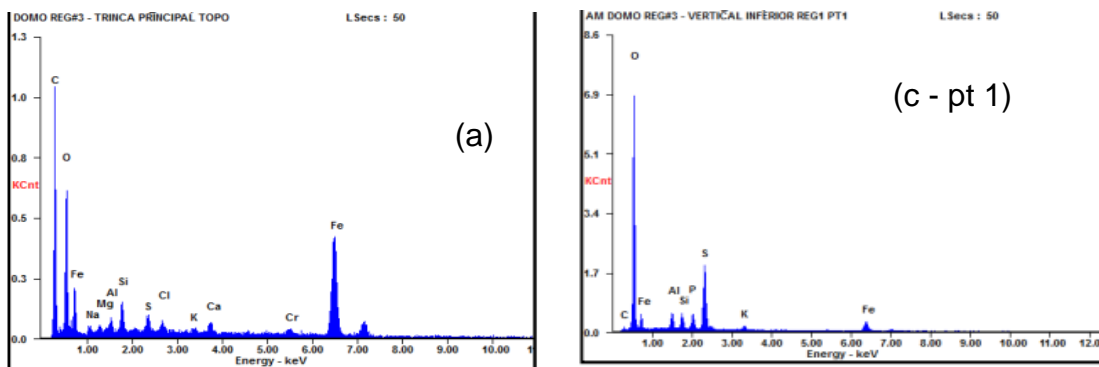 DOMO REG#3 - TRINCA PRINCIPAL TOPO LSecs : 50
1.3
1.0
0.8
KCnt
0.5
0.3
0.0
C
O
Fe
Na
Mg
Al
Si
S
Cl
K
Ca
Cr
Fe
(a)
1.00 2.00 3.00 4.00 5.00 6.00 7.00 8.00 9.00 10.00
Energy - keV
AM DOMO REG#3 - VERTICAL INFERIOR REG1 PT1 LSecs : 50
8.6
6.9
5.1
KCnt
3.4
1.7
0.0
O
C
Fe
Al
Si
P
S
K
Fe
(c - pt 1)
1.00 2.00 3.00 4.00 5.00 6.00 7.00 8.00 9.00 10.00 11.00 12.0
Energy - keV